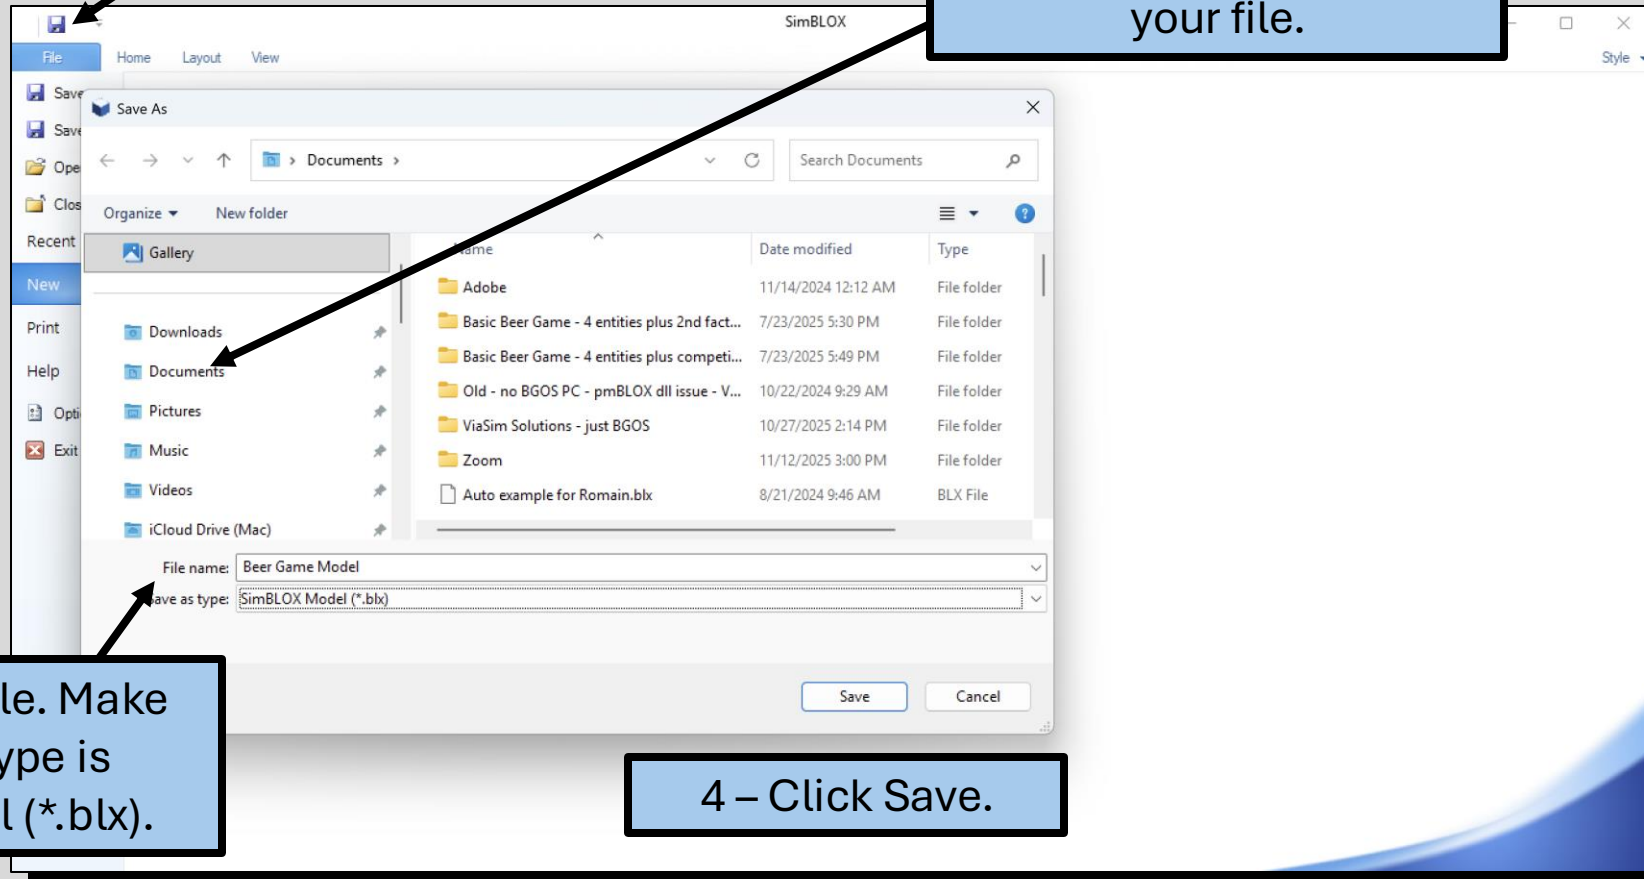 your file.
SimBLOX
File Home Layout View Style
Save
Save
Save As
Documents
Search Documents
Organize New folder
Recent
Gallery
Name Date modified Type
New
Adobe 11/14/2024 12:12 AM File folder
Basic Beer Game - 4 entities plus 2nd fact... 7/23/2025 5:30 PM File folder
Print
Downloads
Basic Beer Game - 4 entities plus competi... 7/23/2025 5:49 PM File folder
Help
Documents
Old - no BGOS PC - pmBLOX dll issue - V... 10/22/2024 9:29 AM File folder
Pictures
ViaSim Solutions - just BGOS 10/27/2025 2:14 PM File folder
Exit
Music
Zoom 11/12/2025 3:00 PM File folder
Videos
Auto example for Romain.blx 8/21/2024 9:46 AM BLX File
iCloud Drive (Mac)
File name: Beer Game Model
Save as type: SimBLOX Model (*.blx)
Save Cancel
le. Make
ype is
l (*.blx).
4 – Click Save.